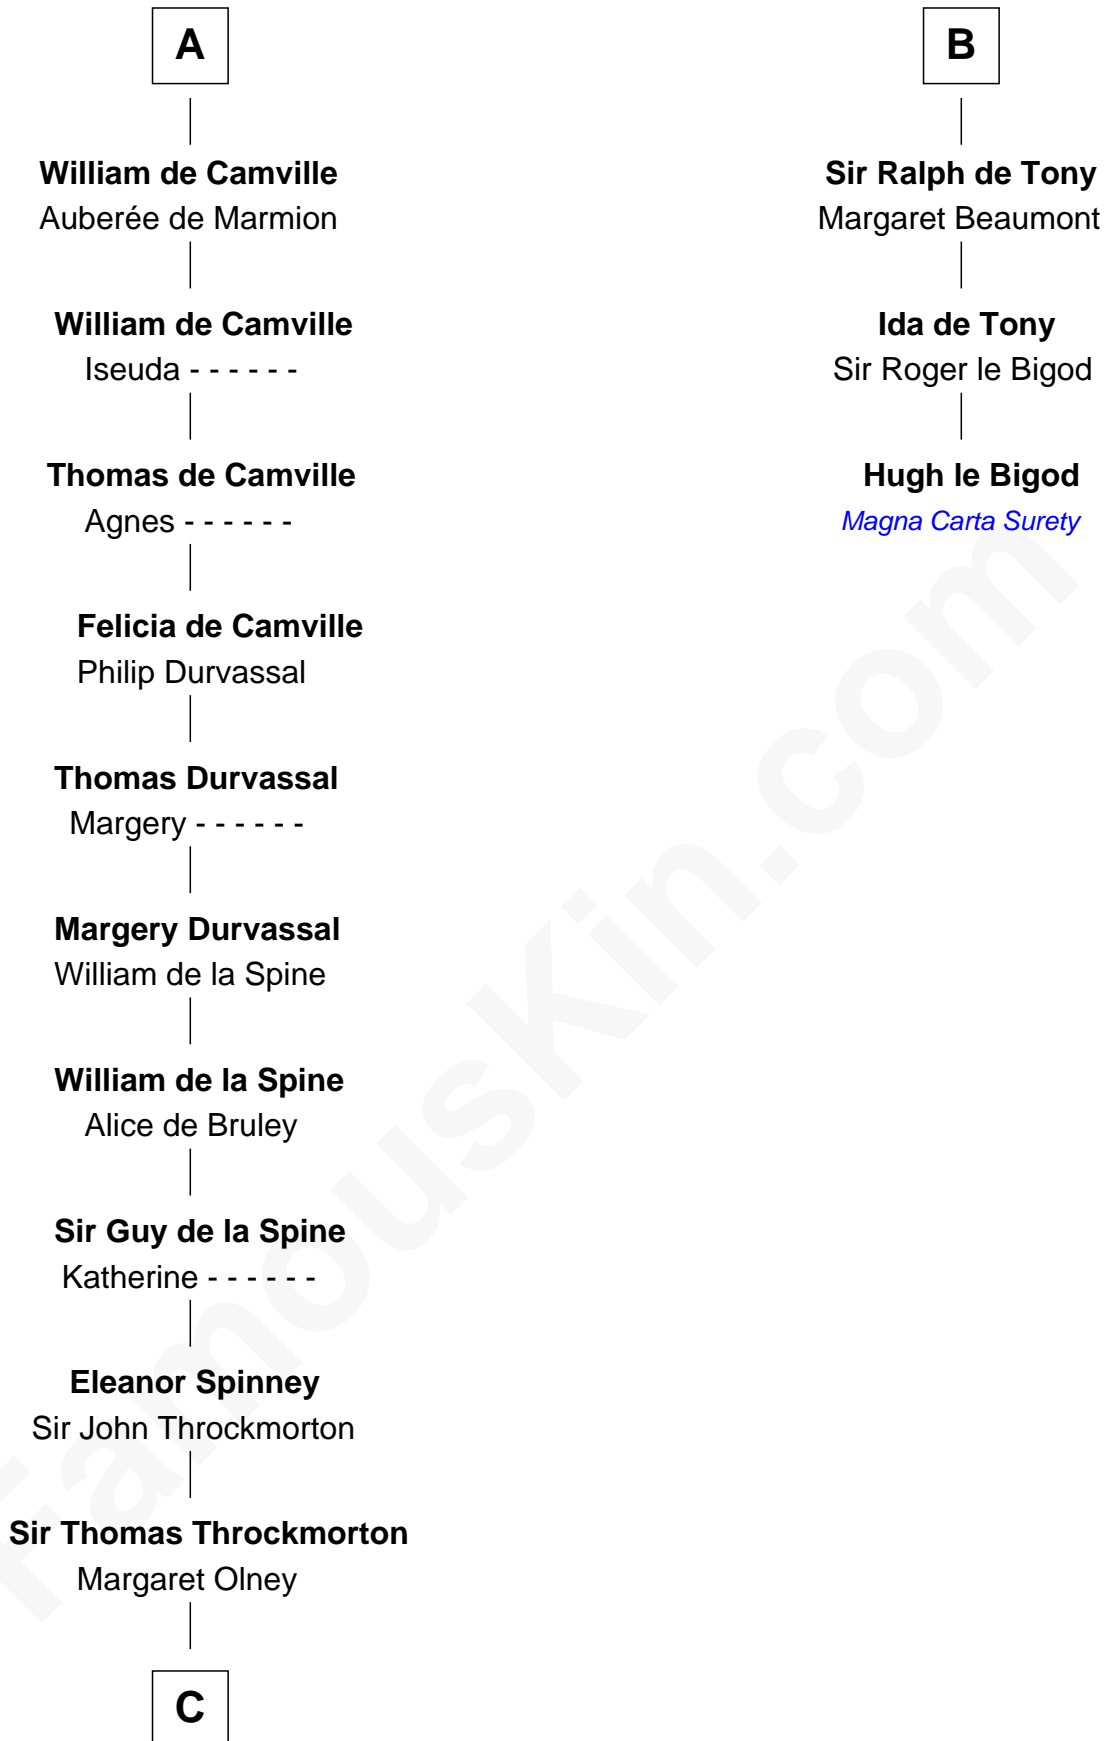 A
William de Camville
Auberée de Marmion
William de Camville
Iseuda - - - - - -
Thomas de Camville
Agnes - - - - - -
Felicia de Camville
Philip Durvassal
Thomas Durvassal
Margery - - - - - -
Margery Durvassal
William de la Spine
William de la Spine
Alice de Bruley
Sir Guy de la Spine
Katherine - - - - - -
Eleanor Spinney
Sir John Throckmorton
Sir Thomas Throckmorton
Margaret Olney
C
B
Sir Ralph de Tony
Margaret Beaumont
Ida de Tony
Sir Roger le Bigod
Hugh le Bigod
Magna Carta Surety
FamousKin.com